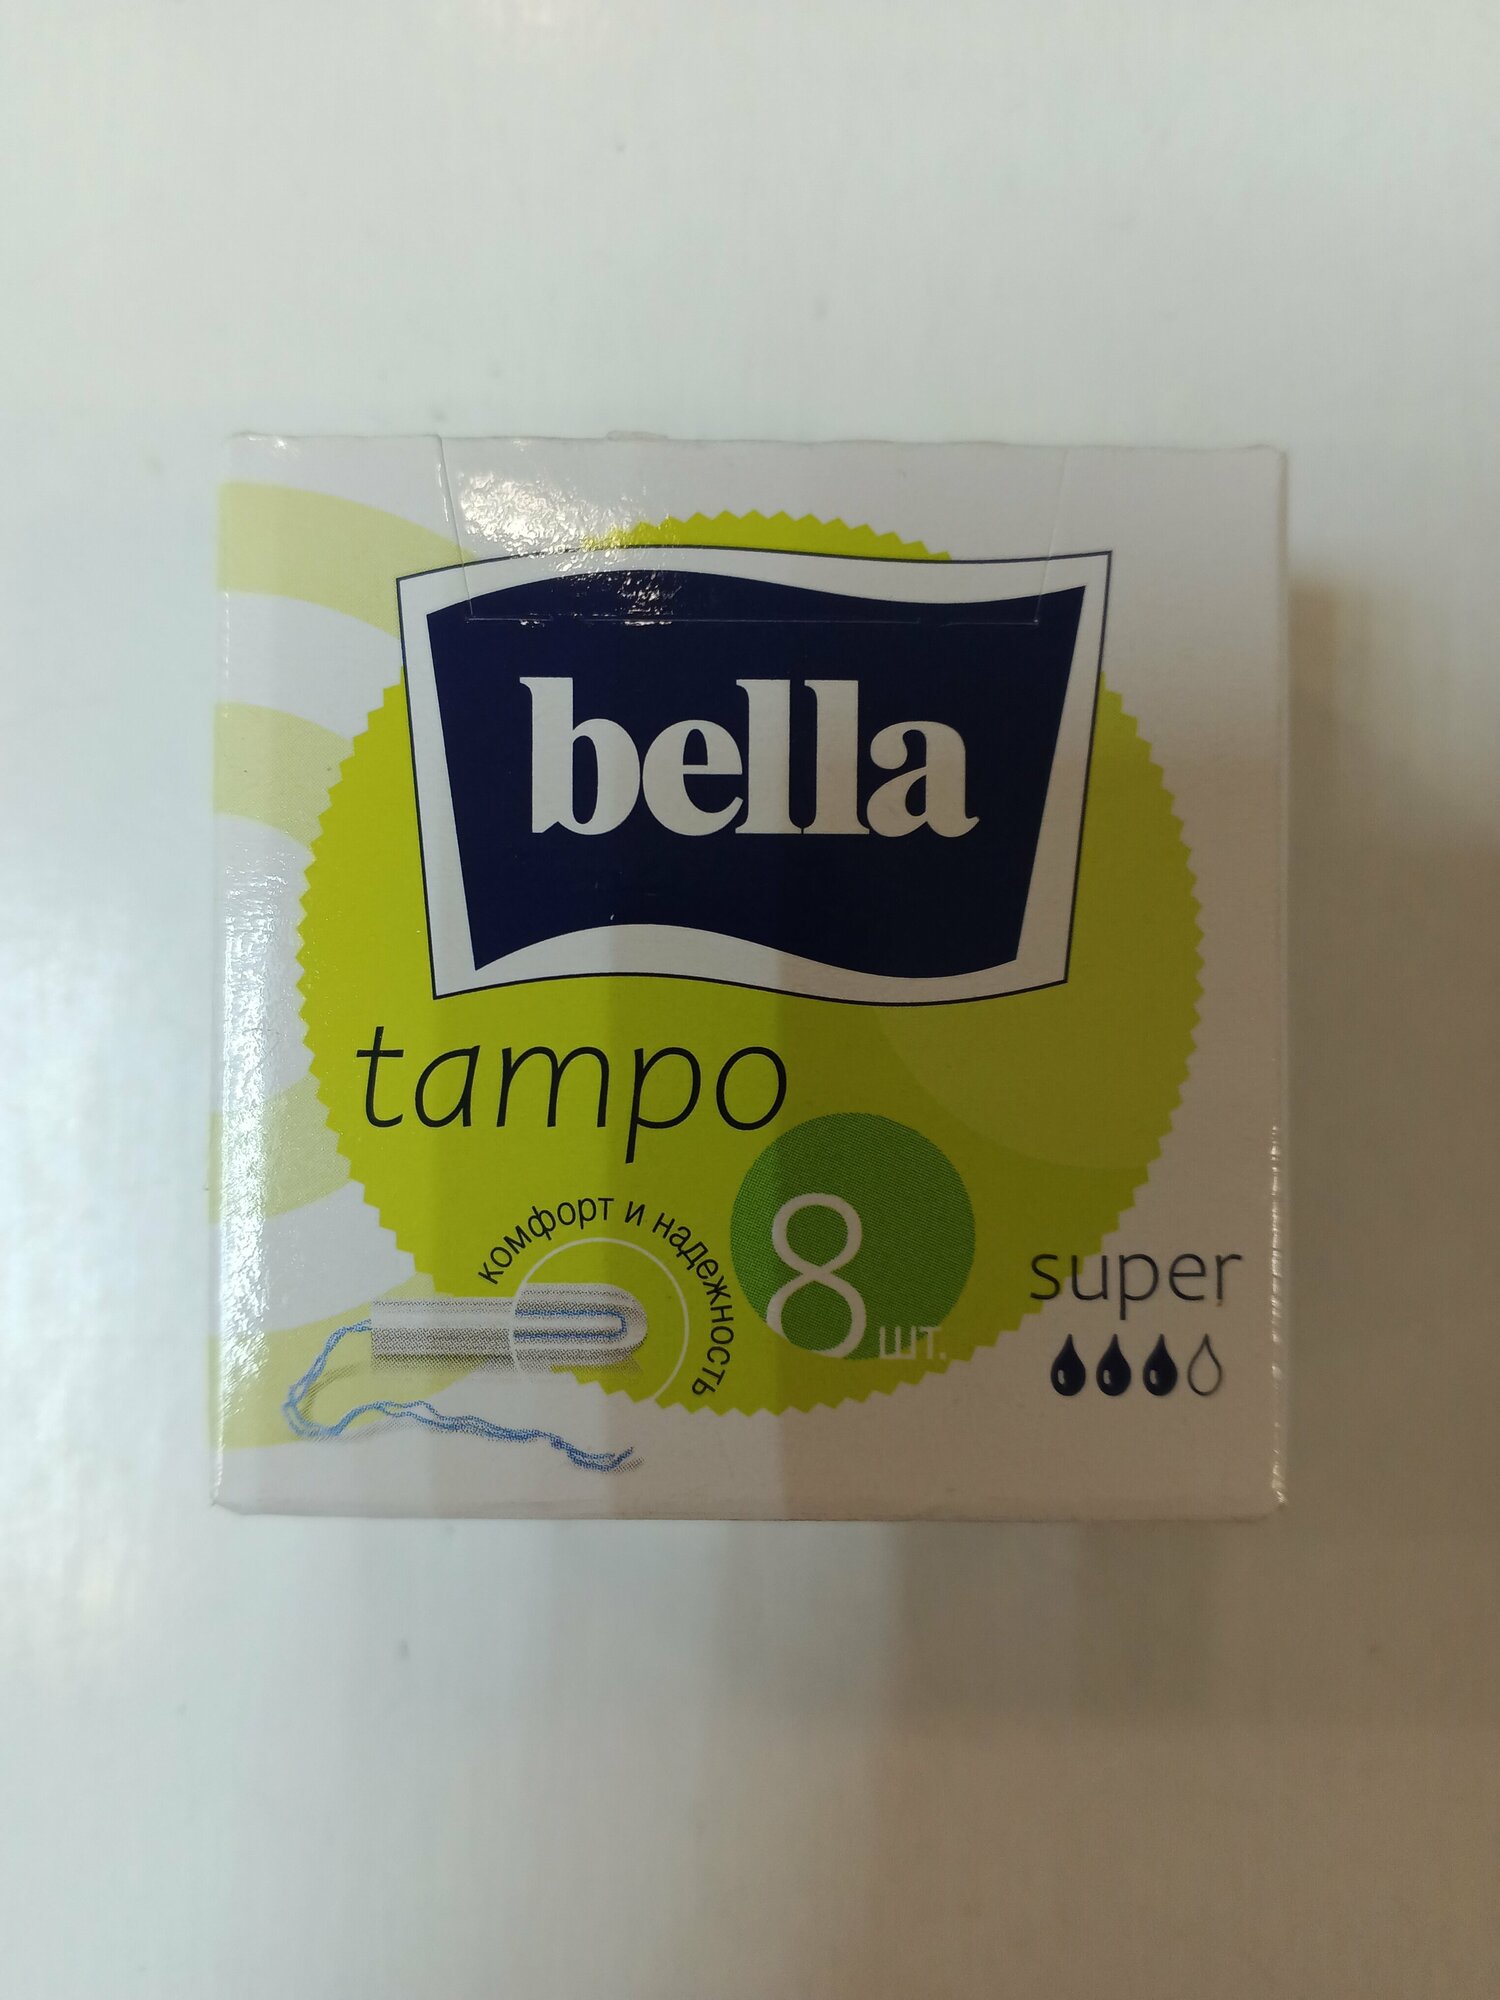 bella
tampo
комфорт и надежность
8 шт.
super